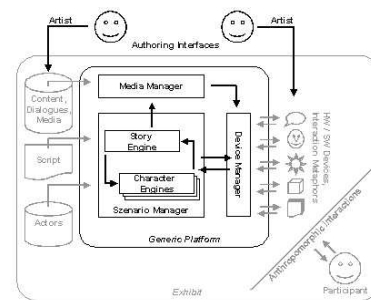 Artist
Artist
Authoring Interfaces
Content,
Dialogues,
Media
Media Manager
Story
Engine
Script
Character
Engines
Device Manager
HW / SW Devices,
Interaction Metaphors
Actors
Szenario Manager
Generic Platform
Anthropomorphic Interactions
Exhibit
Participant